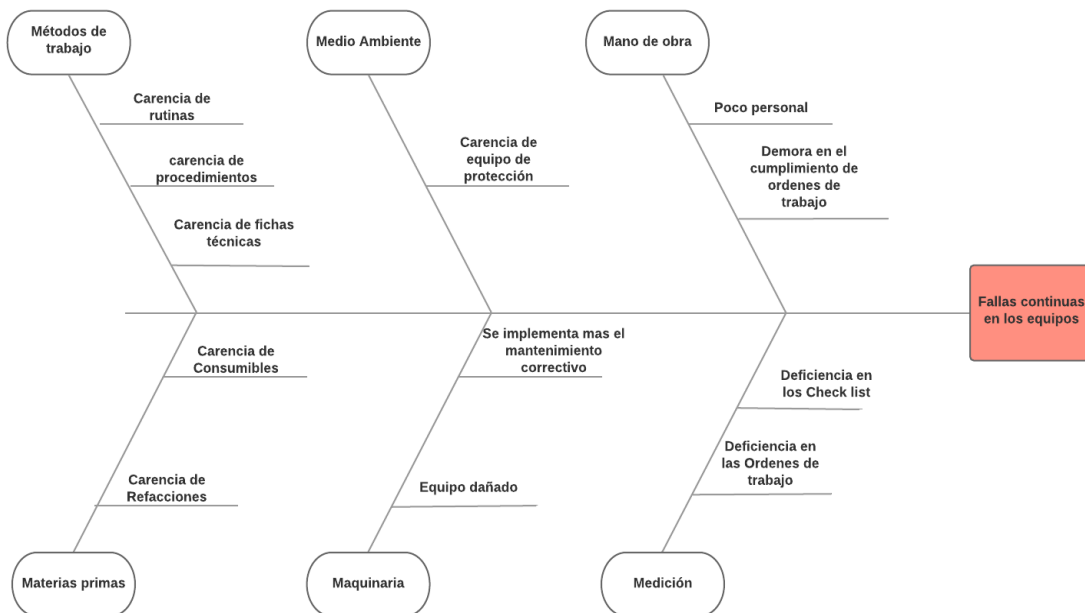 Métodos de
trabajo
Medio Ambiente
Mano de obra
Carencia de
rutinas
carencia de
procedimientos
Carencia de fichas
técnicas
Carencia de
equipo de
protección
Poco personal
Demora en el
cumplimiento de
ordenes de
trabajo
Fallas continuas
en los equipos
Carencia de
Consumibles
Carencia de
Refacciones
Se implementa mas el
mantenimiento
correctivo
Equipo dañado
Deficiencia en
los Check list
Deficiencia en
las Ordenes de
trabajo
Materias primas
Maquinaria
Medición